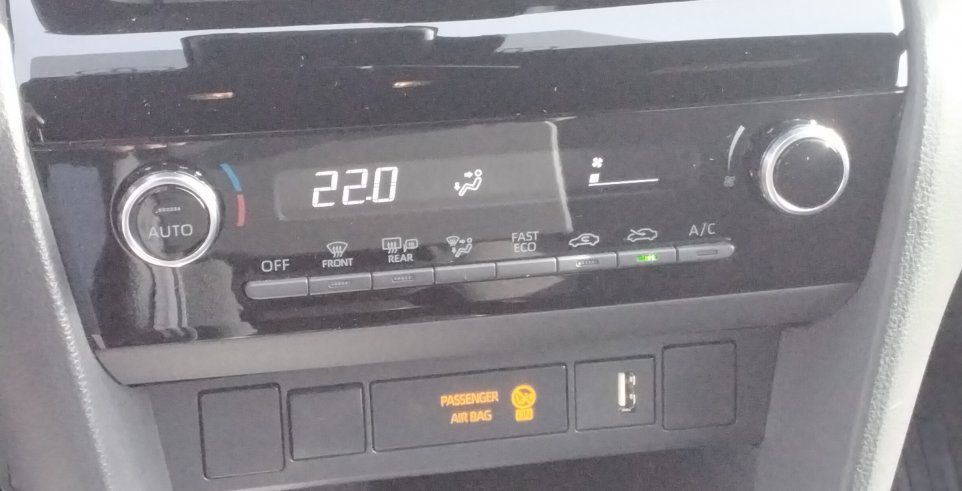 22.0
AUTO
OFF
FRONT
REAR
FAST
ECO
A/C
PASSENGER
AIR BAG